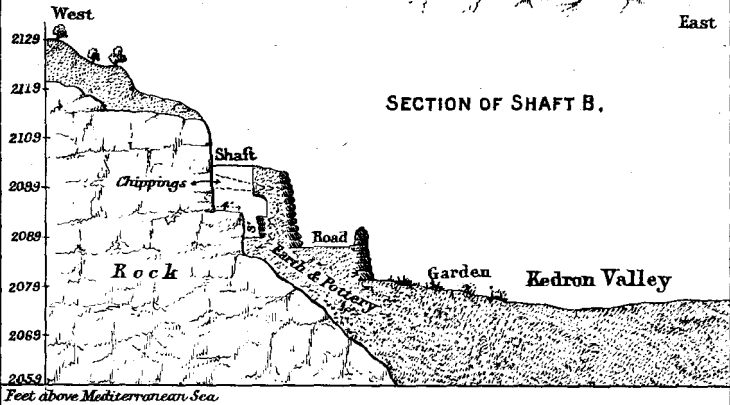 West
East
2129
2119
2109
2099
2089
2079
2069
2059
SECTION OF SHAFT B.
Shaft
Chippings
Road
Rock
Earth & Pottery
Garden
Kedron Valley
Feet above Mediterranean Sea